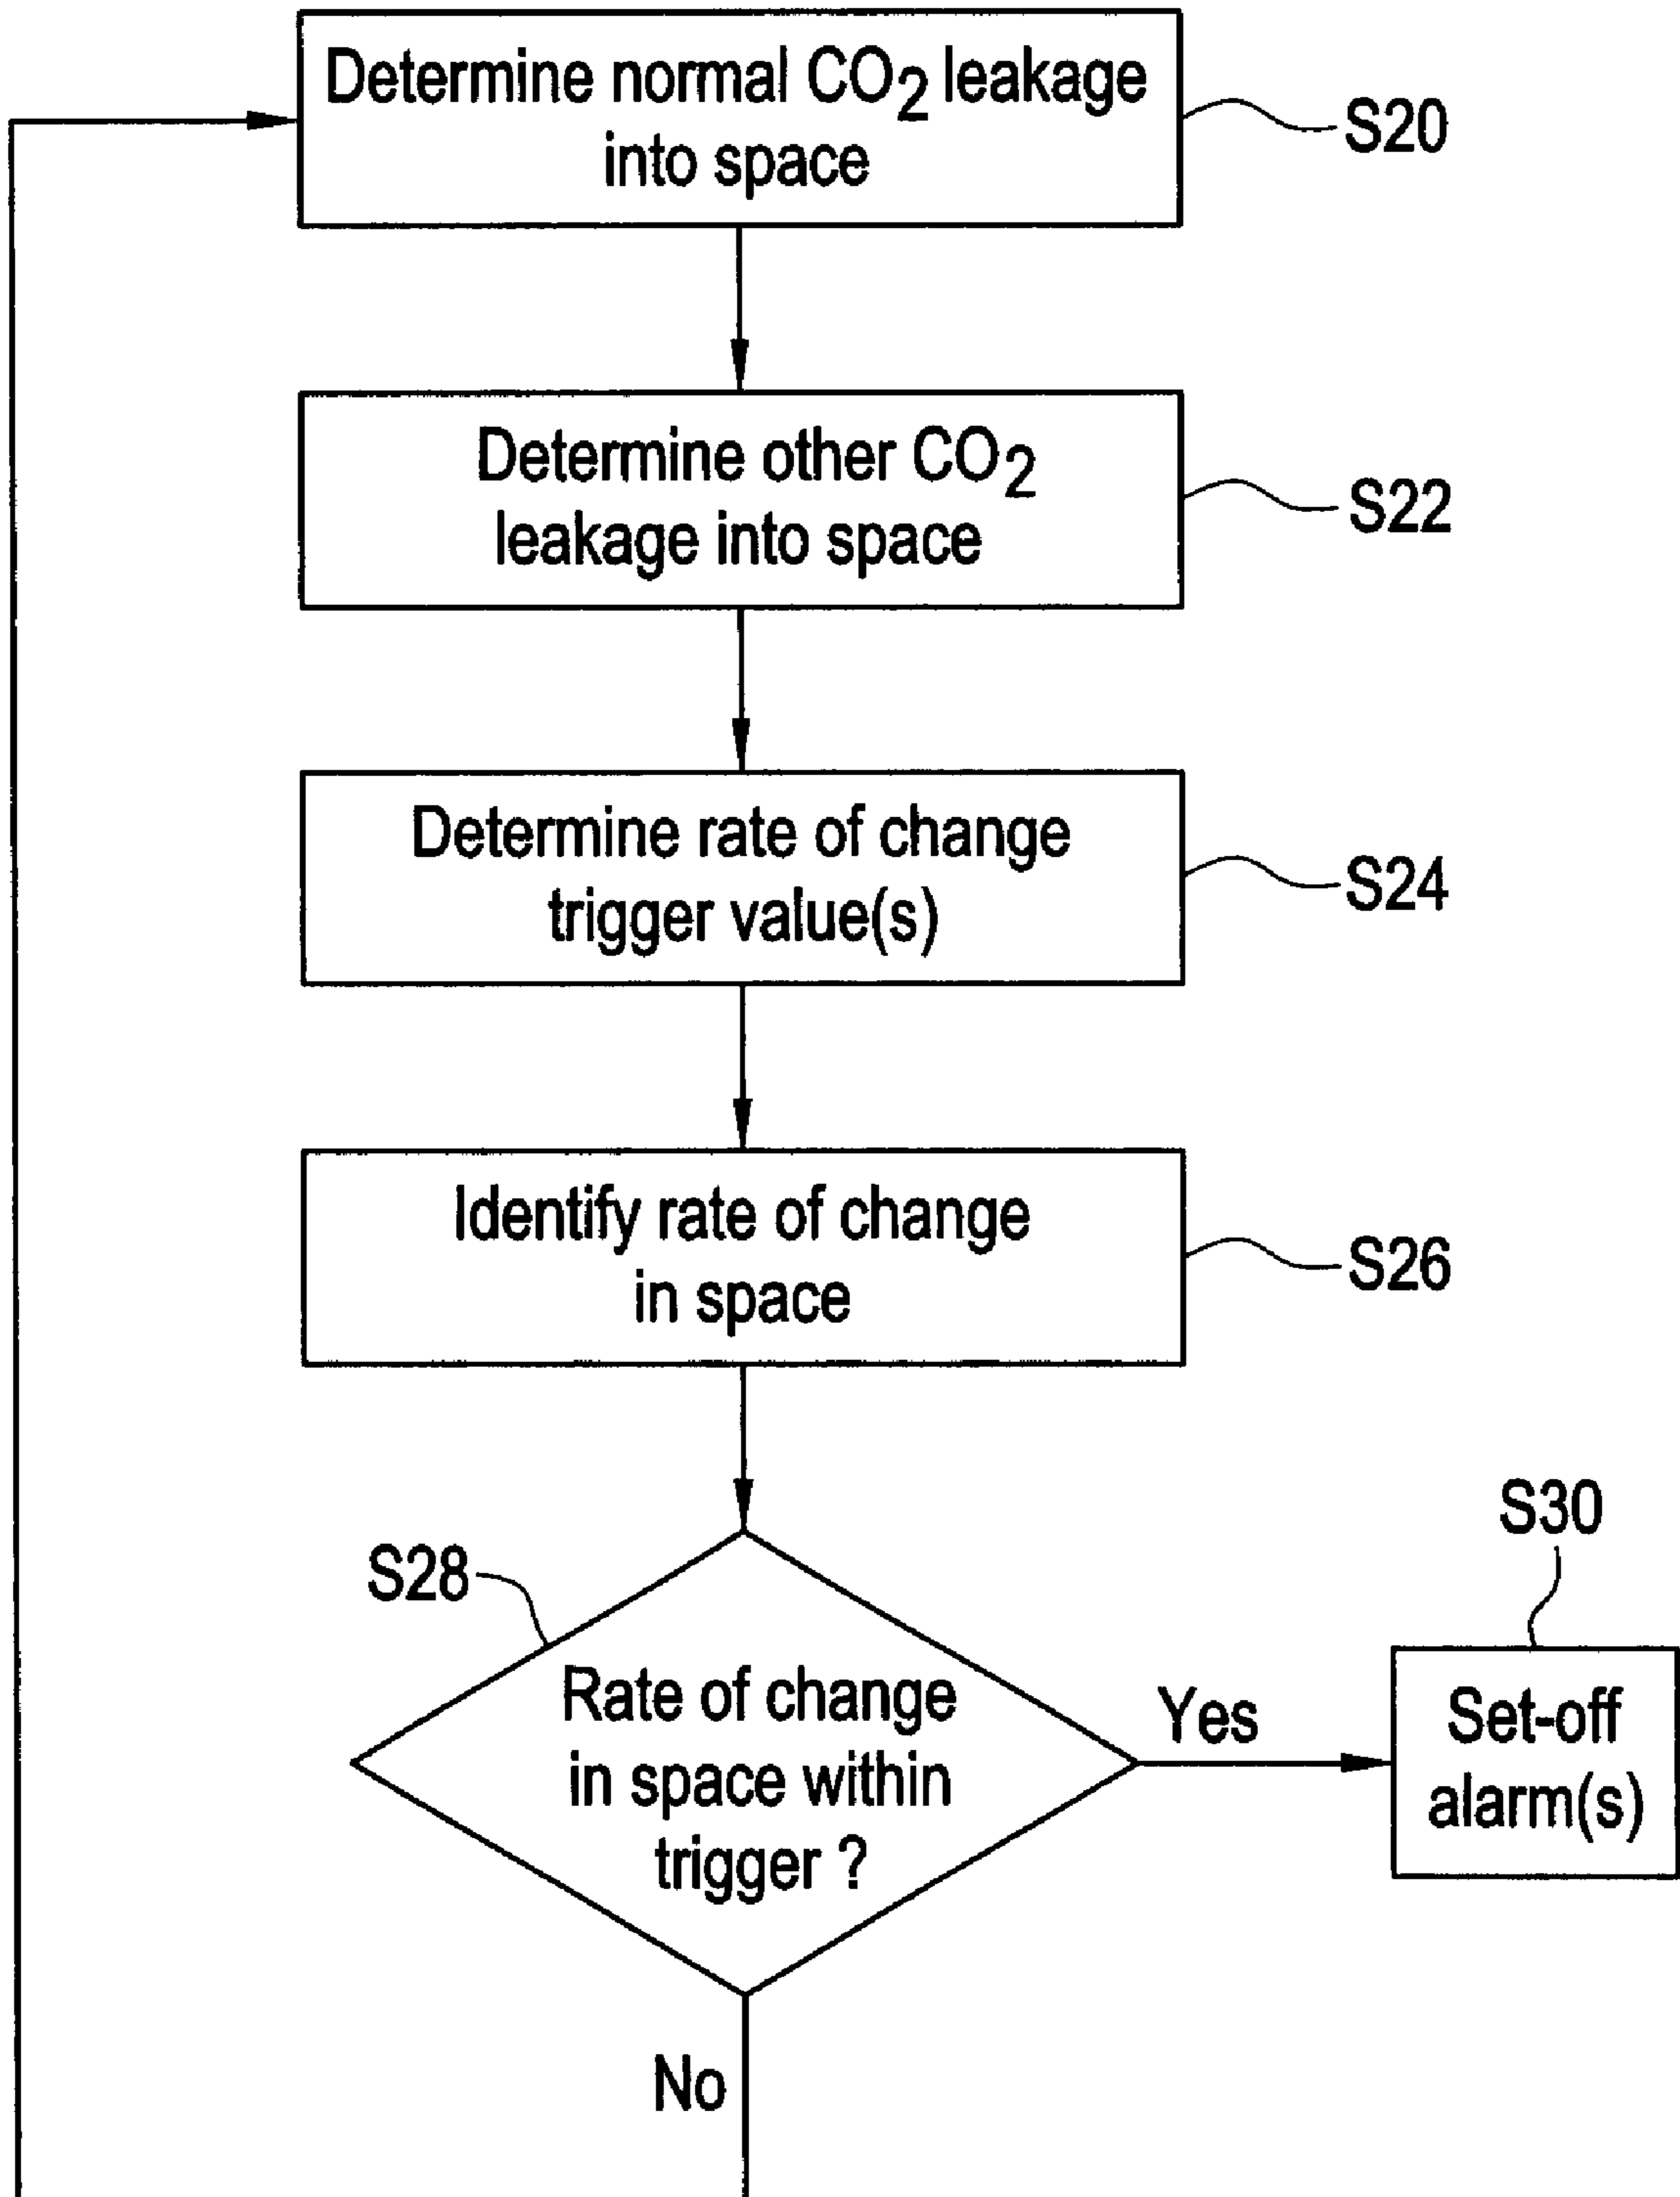 Determine normal CO2 leakage
into space
S20
Determine other CO2
leakage into space
S22
Determine rate of change
trigger value(s)
S24
Identify rate of change
in space
S26
S28
Rate of change
in space within
trigger ?
Yes
S30
Set-off
alarm(s)
No